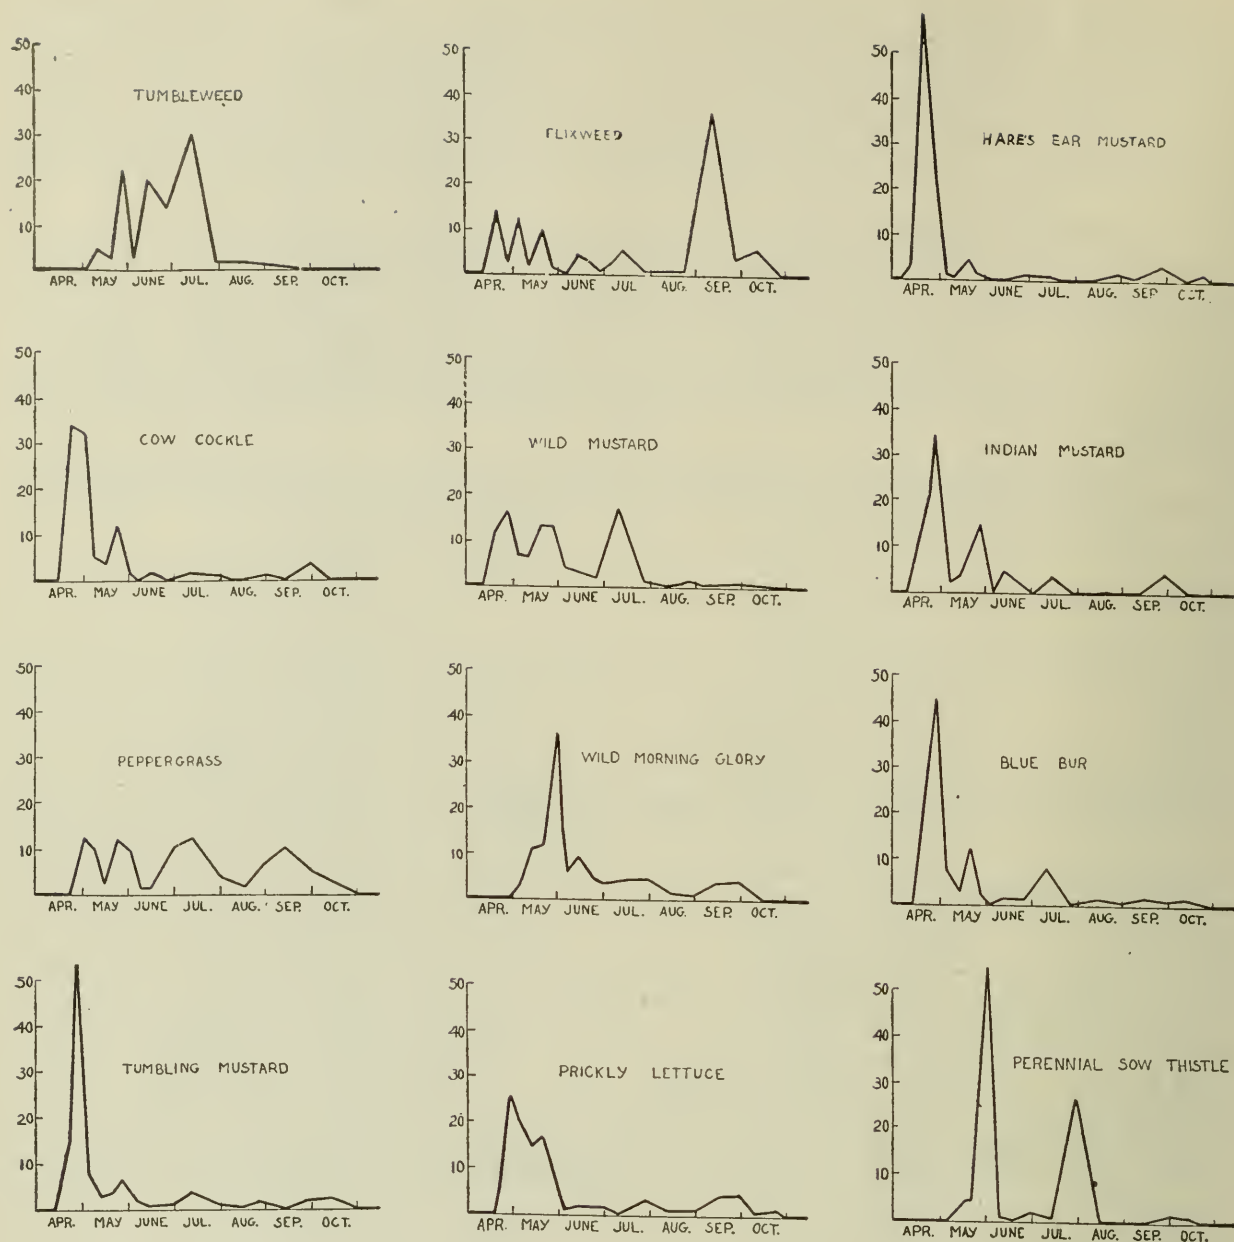 50
40
30
20
10
TUMBLEWEED
APR. MAY JUNE JUL. AUG. SEP. OCT.
50
40
30
20
10
FLIXWEED
APR. MAY JUNE JUL AUG. SEP. OCT.
50
40
30
20
10
HARE'S EAR MUSTARD
APR. MAY JUNE JUL. AUG. SEP. OCT.
50
40
30
20
10
COW COCKLE
APR. MAY JUNE JUL. AUG. SEP. OCT.
50
40
30
20
10
WILD MUSTARD
APR. MAY JUNE JUL. AUG. SEP. OCT.
50
40
30
20
10
INDIAN MUSTARD
APR. MAY JUNE JUL. AUG. SEP. OCT.
50
40
30
20
10
PEPPERGRASS
APR. MAY JUNE JUL. AUG. SEP. OCT.
50
40
30
20
10
WILD MORNING GLORY
APR. MAY JUNE JUL. AUG. SEP. OCT.
50
40
30
20
10
BLUE BUR
APR. MAY JUNE JUL. AUG. SEP. OCT.
50
40
30
20
10
TUMBLING MUSTARD
APR. MAY JUNE JUL. AUG. SEP. OCT.
50
40
30
20
10
PRICKLY LETTUCE
APR. MAY JUNE JUL. AUG. SEP. OCT.
50
40
30
20
10
PERENNIAL SOW THISTLE
APR. MAY JUNE JUL. AUG. SEP. OCT.